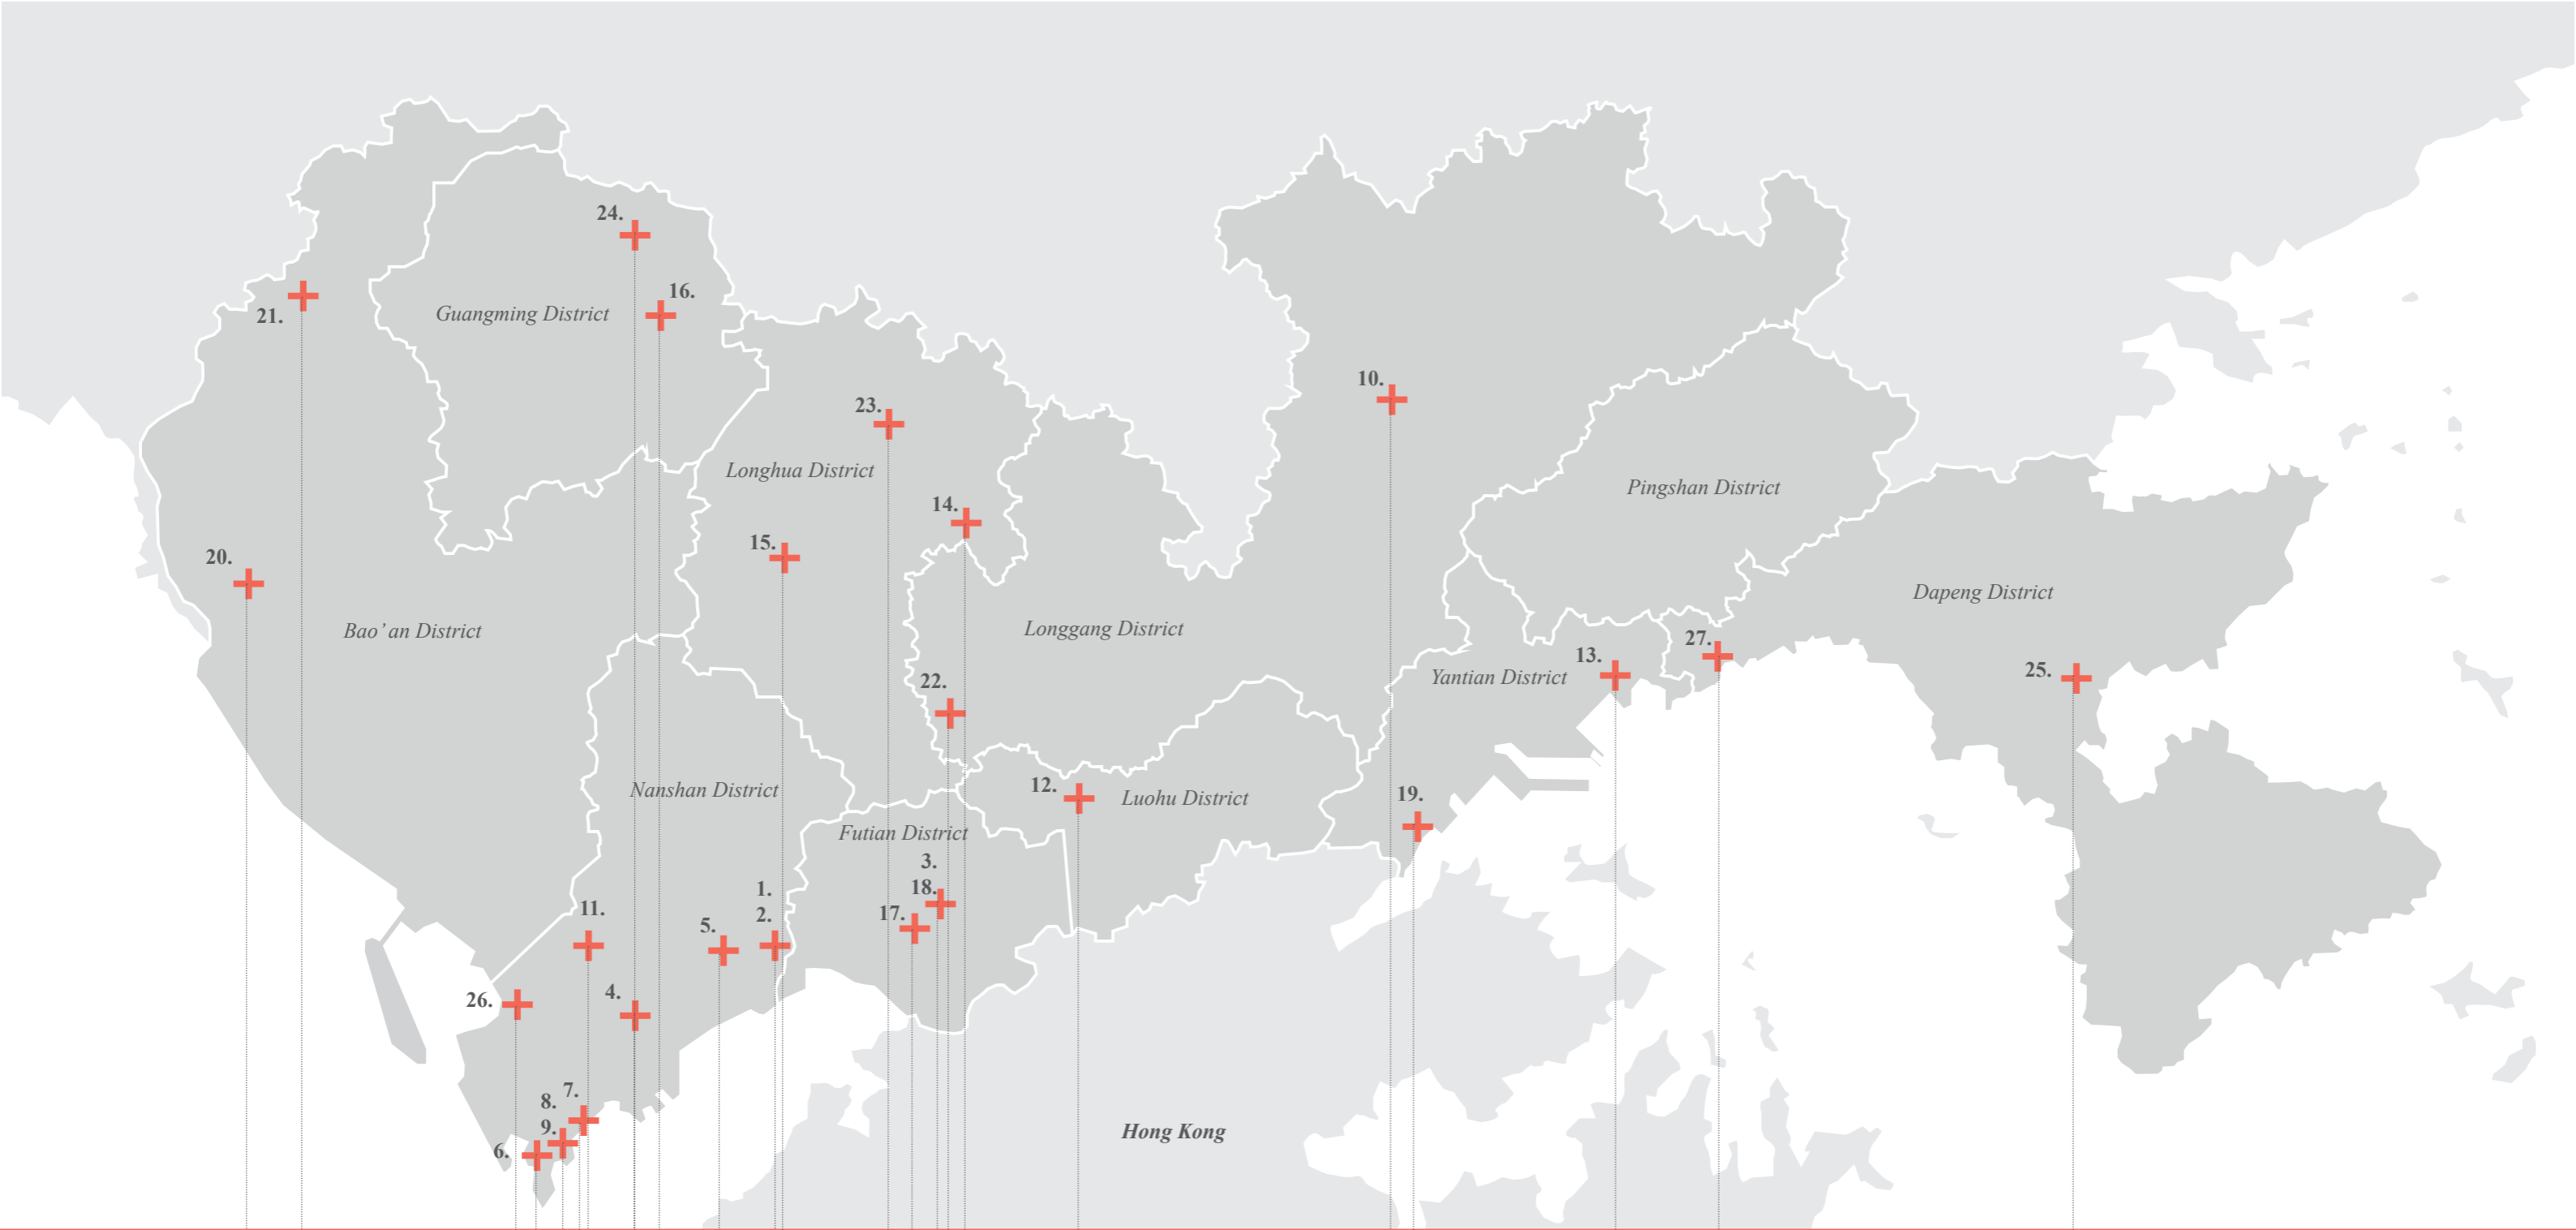 24.
16.
21.
Guangming District
10.
23.
Longhua District
Pingshan District
14.
15.
20.
Dapeng District
Bao’an District
Longgang District
27.
13.
25.
Yantian District
22.
12.
Nanshan District
Luohu District
19.
Futian District
3.
1.
18.
11.
2.
17.
5.
26.
4.
7.
8.
9.
Hong Kong
6.